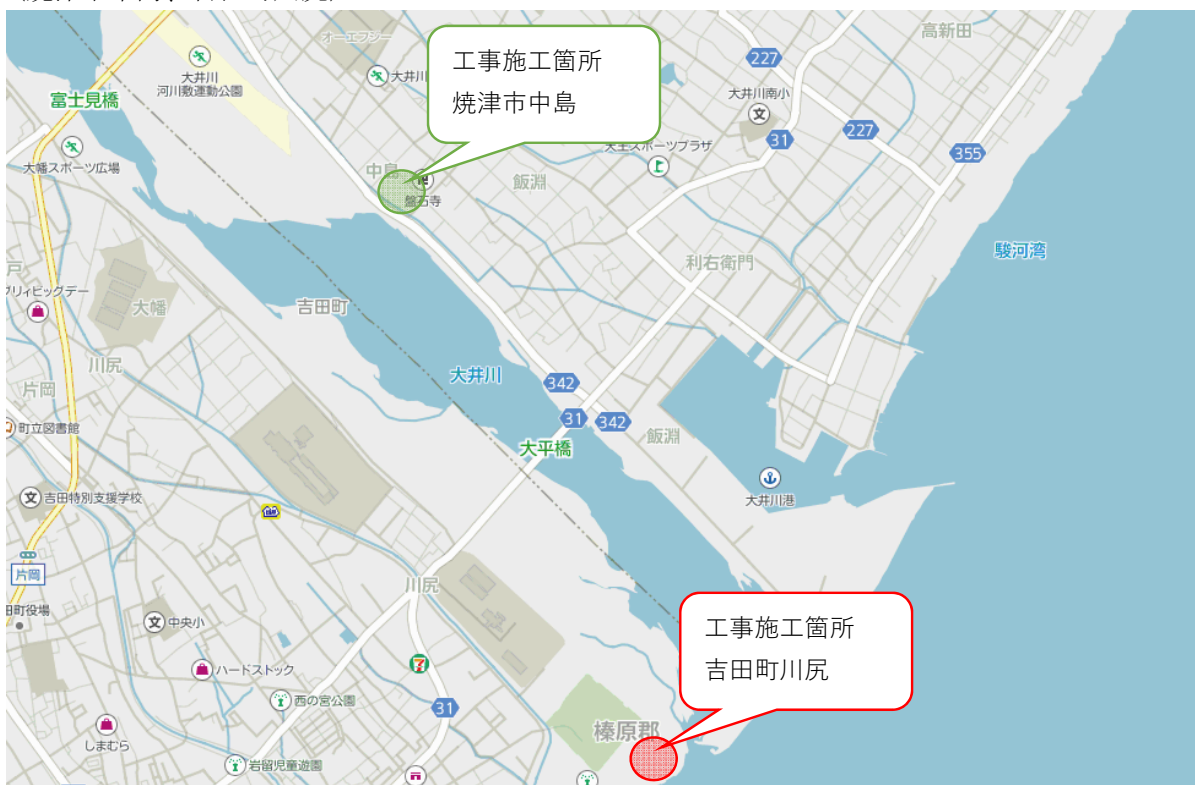 高新田
オーエフシー
工事施工箇所
焼津市中島
227
大井川
河川敷運動公園
大井川
富士見橋
大井川南小
31
227
355
大幡スポーツ広場
大王スポーツプラザ
中島
飯淵
盤石寺
駿河湾
利右衛門
大幡
吉田町
川尻
片岡
大井川
342
31
342
町立図書館
大平橋
飯淵
大井川港
吉田特別支援学校
片岡
川尻
工事施工箇所
吉田町川尻
中央小
ハードストック
西の宮公園
31
榛原郡
しまむら
岩留児童遊園